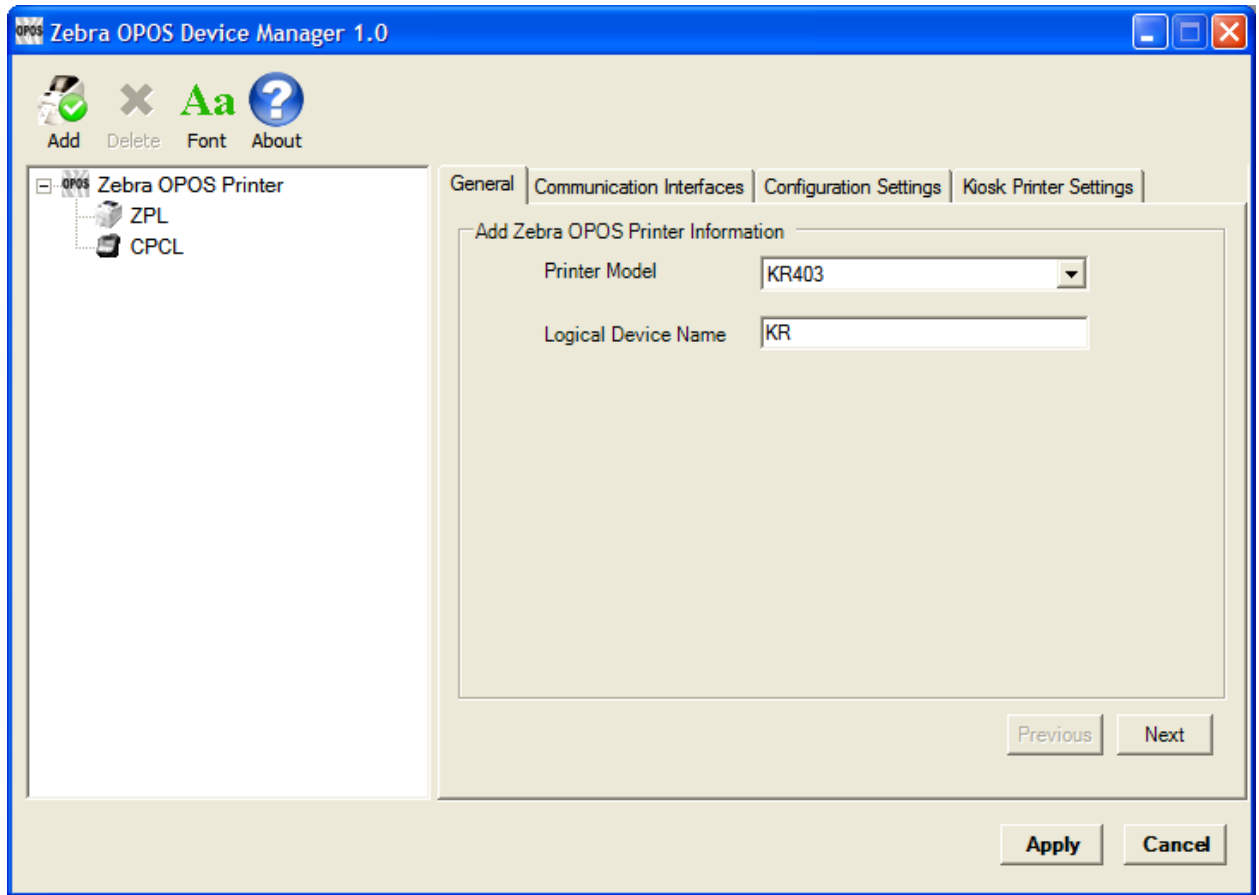 OPOS Zebra OPOS Device Manager 1.0
Add Delete Aa Font ? About
OPOS Zebra OPOS Printer
ZPL
CPCL
General Communication Interfaces Configuration Settings Kiosk Printer Settings
Add Zebra OPOS Printer Information
Printer Model KR403
Logical Device Name KR
Previous Next
Apply Cancel